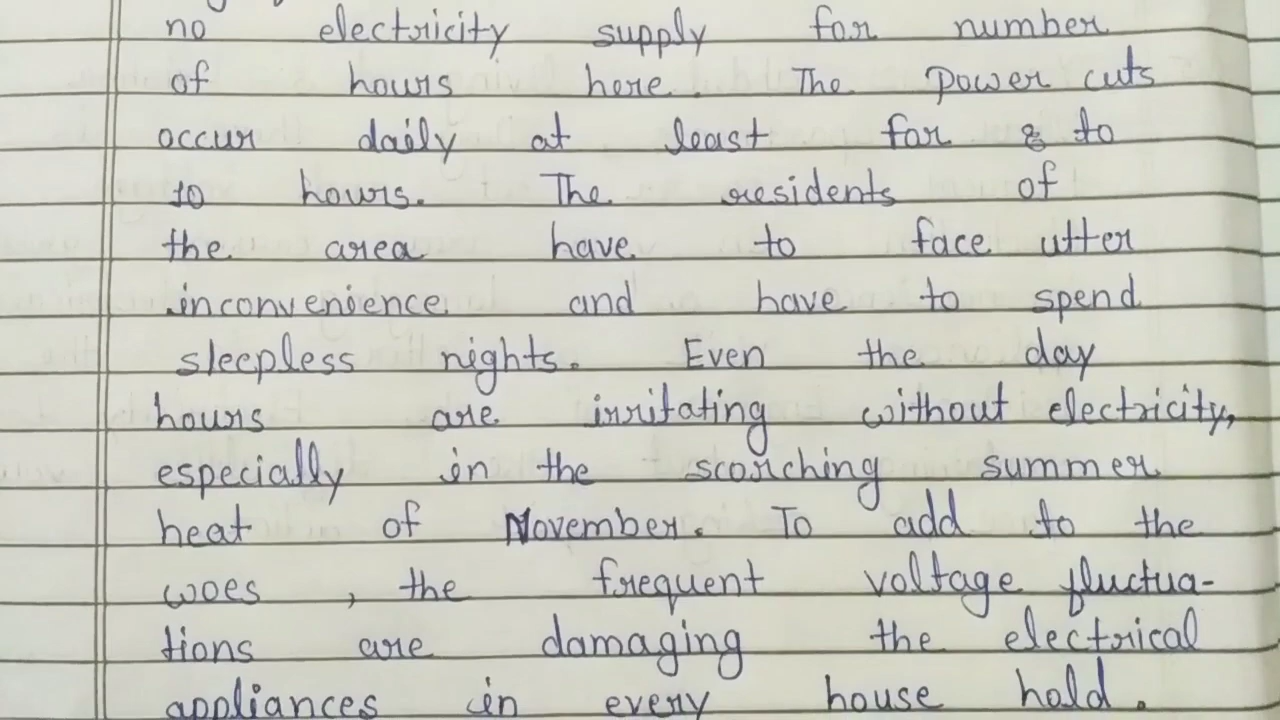 no electricity supply for number
of hours here. The power cuts
occur daily at least for 8 to
10 hours. The residents of
the area have to face utter
inconvenience and have to spend
sleepless nights. Even the day
hours are irritating without electricity,
especially in the scorching summer
heat of November. To add to the
woes, the frequent voltage fluctua-
tions are damaging the electrical
appliances in every house hold.